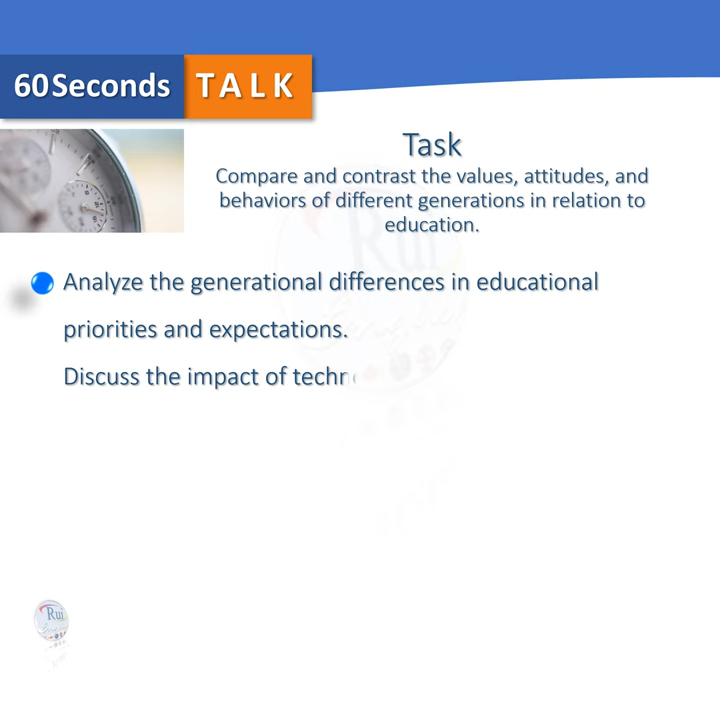 60Seconds TALK
Task
Compare and contrast the values, attitudes, and
behaviors of different generations in relation to
education.
Analyze the generational differences in educational
priorities and expectations.
Discuss the impact of techn
Rui